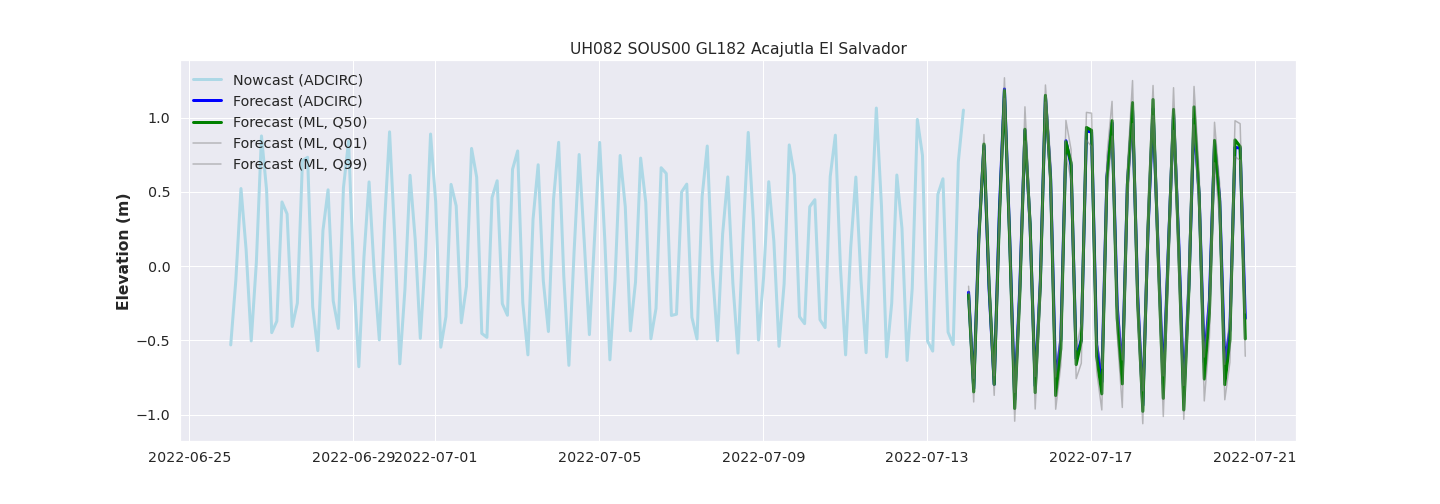 UH082 SOUS00 GL182 Acajutla El Salvador
Nowcast (ADCIRC)
Forecast (ADCIRC)
Forecast (ML, Q50)
Forecast (ML, Q01)
Forecast (ML, Q99)
Elevation (m)
1.0
0.5
0.0
−0.5
−1.0
2022-06-25 2022-06-29 2022-07-01 2022-07-05 2022-07-09 2022-07-13 2022-07-17 2022-07-21